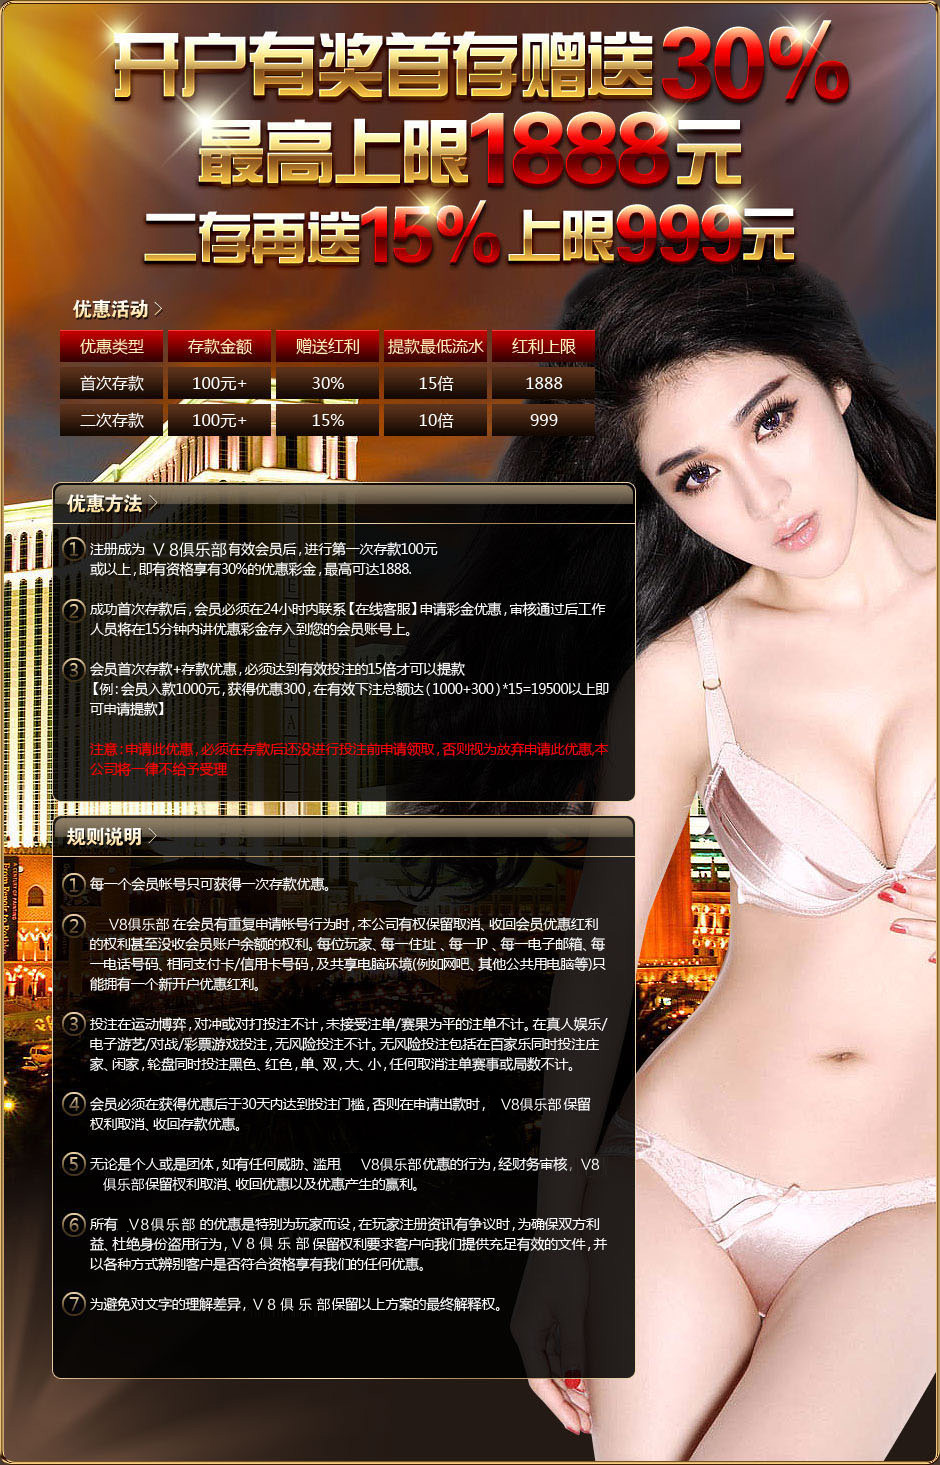 开户有奖首存赠送30%
最高上限1888元
二存再送15%上限999元
优惠活动
优惠类型 存款金额 赠送红利 提款最低流水 红利上限
首次存款 100元+ 30% 15倍 1888
二次存款 100元+ 15% 10倍 999
优惠方法
1 注册成为 V 8俱乐部有效会员后,进行第一次存款100元
或以上,即有资格享有30%的优惠彩金,最高可达1888.
2 成功首次存款后,会员必须在24小时内联系【在线客服】申请彩金优惠,审核通过后工作
人员将在15分钟内讲优惠彩金存入到您的会员账号上。
3 会员首次存款+存款优惠,必须达到有效投注的15倍才可以提款
【例:会员入款1000元,获得优惠300,在有效下注总额达(1000+300)*15=19500以上即
可申请提款】
注意:申请此优惠,必须在存款后还没进行投注前申请领取,否则视为放弃申请此优惠,本
公司将一律不给予受理
规则说明
1 每一个会员帐号只可获得一次存款优惠。
2 V8俱乐部 在会员有重复申请帐号行为时,本公司有权保留取消、收回会员优惠红利
的权利甚至没收会员账户余额的权利。每位玩家、每一住址 、每一IP 、每一电子邮箱、每
一电话号码、相同支付卡/信用卡号码,及共享电脑环境(例如网吧、其他公共用电脑等)只
能拥有一个新开户优惠红利。
3 投注在运动博弈,对冲或对打投注不计,未接受注单/赛果为平的注单不计。在真人娱乐/
电子游艺/对战/彩票游戏投注,无风险投注不计。无风险投注包括在百家乐同时投注庄
家、闲家,轮盘同时投注黑色、红色,单、双,大、小,任何取消注单赛事或局数不计。
4 会员必须在获得优惠后于30天内达到投注门槛,否则在申请出款时, V8俱乐部 保留
权利取消、收回存款优惠。
5 无论是个人或是团体,如有任何威胁、滥用 V8俱乐部优惠的行为,经财务审核, V8
俱乐部保留权利取消、收回优惠以及优惠产生的赢利。
6 所有 V8俱乐部 的优惠是特别为玩家而设,在玩家注册资讯有争议时,为确保双方利
益、杜绝身份盗用行为, V 8 俱 乐 部 保留权利要求客户向我们提供充足有效的文件,并
以各种方式辨别客户是否符合资格享有我们的任何优惠。
7 为避免对文字的理解差异, V 8 俱 乐 部 保留以上方案的最终解释权。